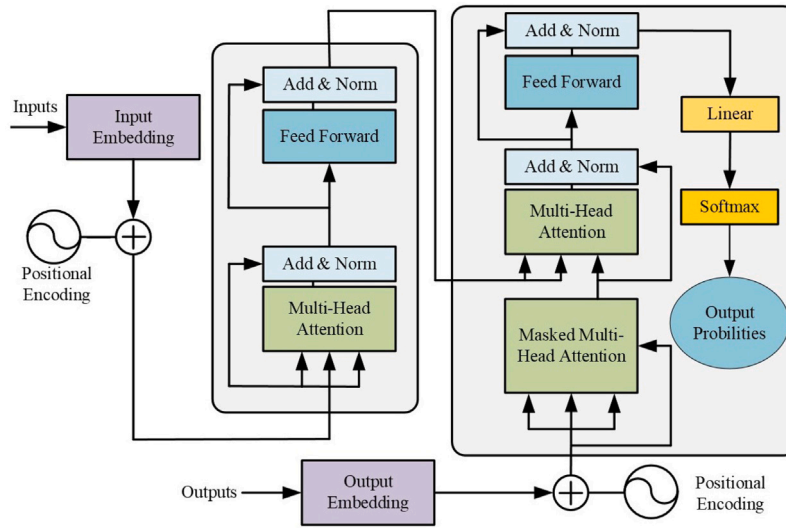 Inputs
Input
Embedding
Positional
Encoding
Add & Norm
Feed Forward
Add & Norm
Multi-Head
Attention
Add & Norm
Feed Forward
Add & Norm
Multi-Head
Attention
Masked Multi-
Head Attention
Linear
Softmax
Output
Probilities
Outputs
Output
Embedding
Positional
Encoding